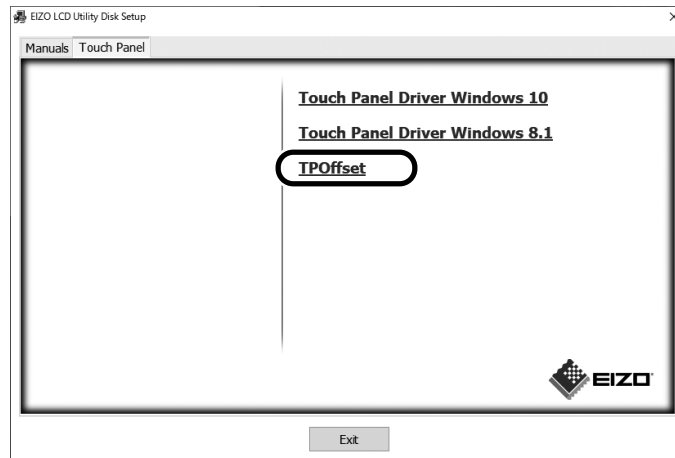 EIZO LCD Utility Disk Setup
Manuals Touch Panel
Touch Panel Driver Windows 10
Touch Panel Driver Windows 8.1
TPOffset
EIZO
Exit